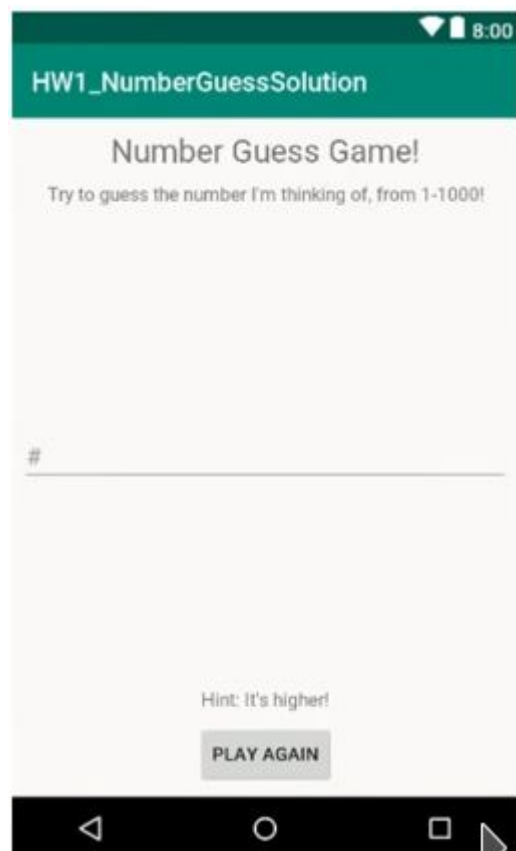 8:00
HW1_NumberGuessSolution
Number Guess Game!
Try to guess the number I'm thinking of, from 1-1000!
#
Hint: It's higher!
PLAY AGAIN